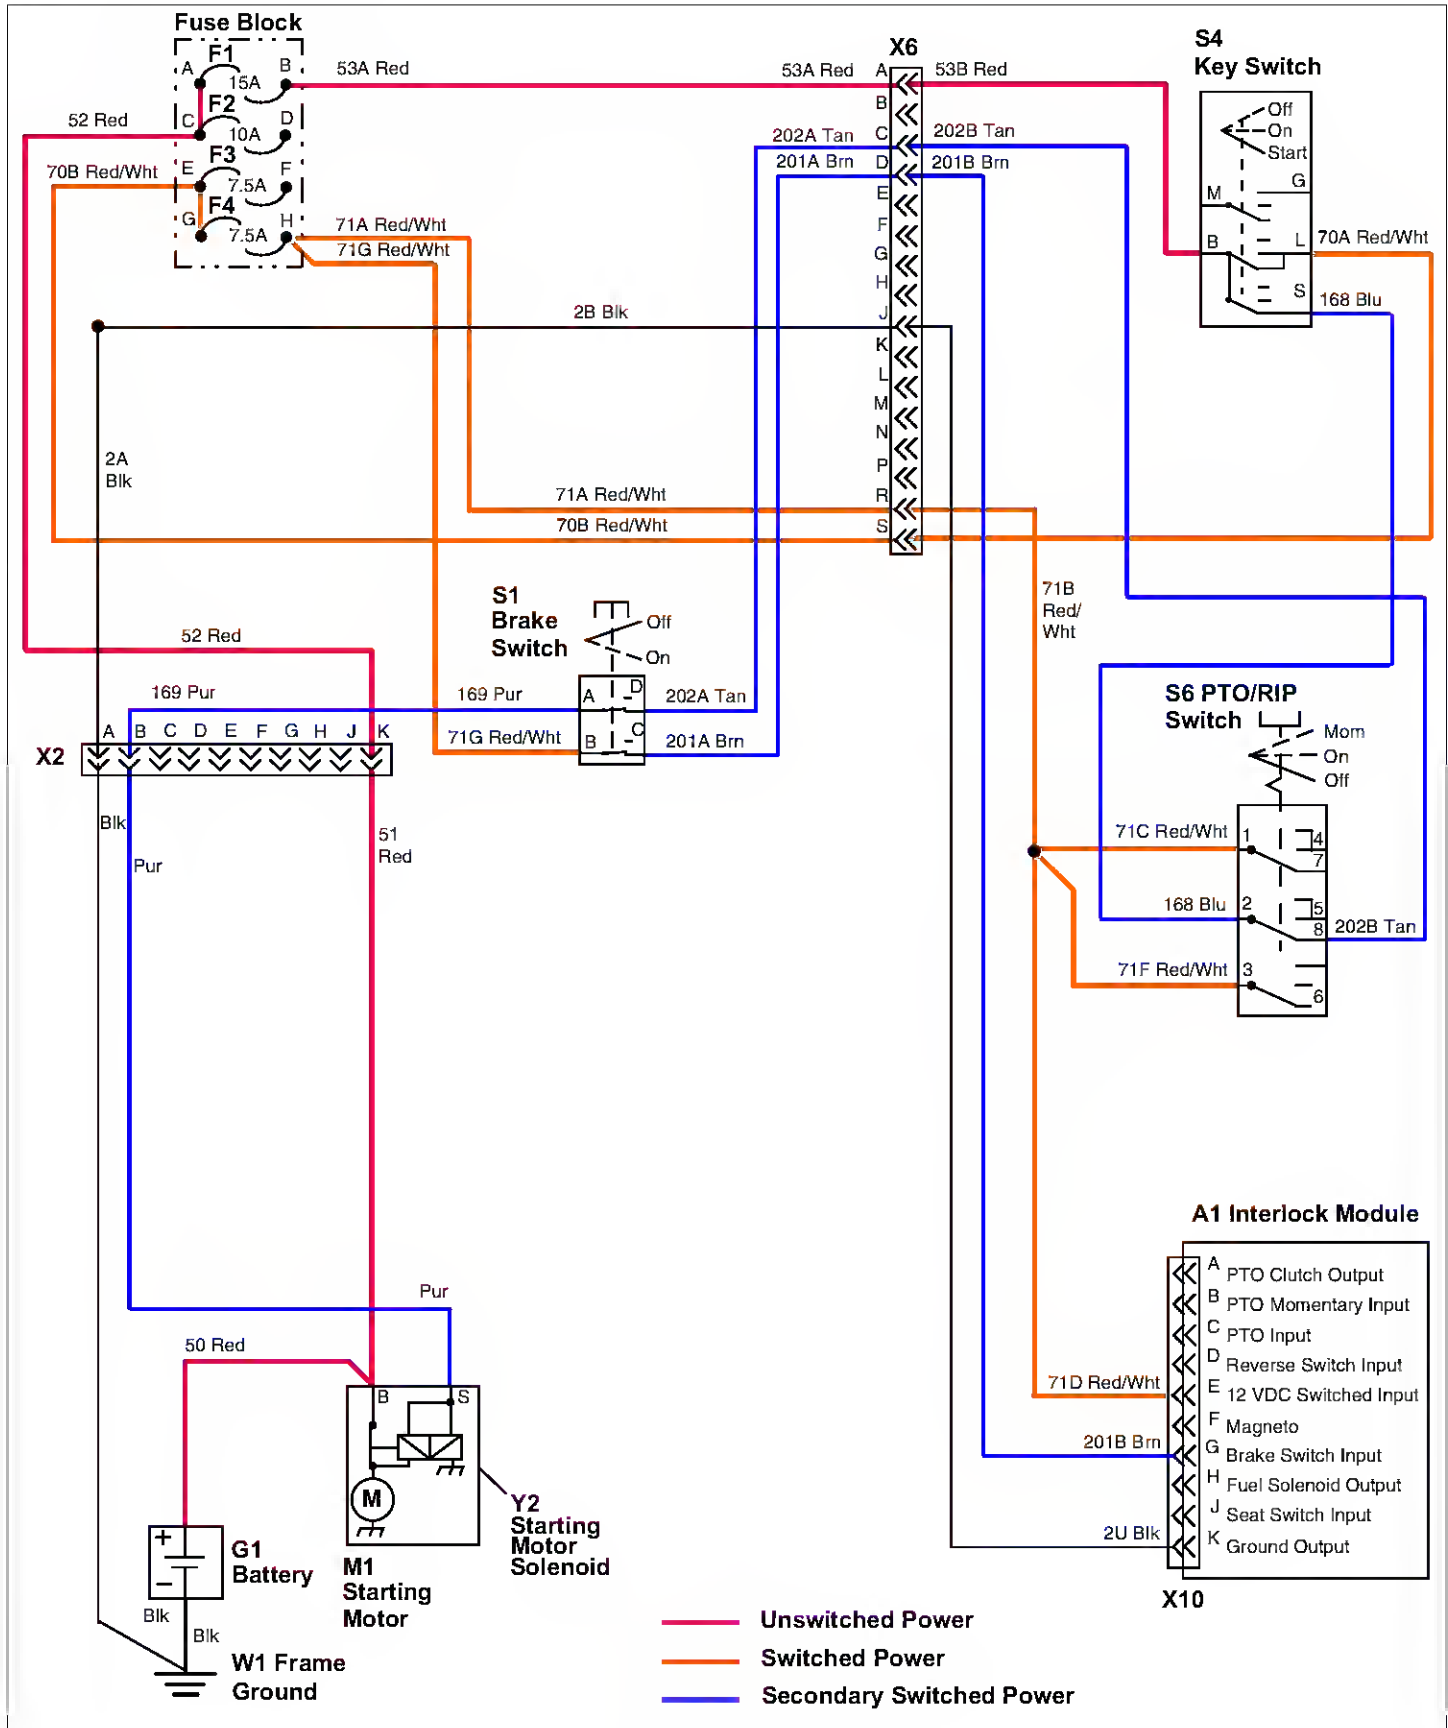 Fuse Block
F1
A
15A
B
53A Red
F2
C
10A
D
52 Red
F3
E
7.5A
F
70B Red/Wht
F4
G
7.5A
H
71A Red/Wht
71G Red/Wht
X6
53A Red
A
53B Red
B
202A Tan
C
202B Tan
201A Brn
D
201B Brn
E
F
G
H
2B Blk
J
K
L
M
N
P
71A Red/Wht
R
70B Red/Wht
S
S4
Key Switch
Off
On
Start
G
M
B
L
70A Red/Wht
S
168 Blu
2A
Blk
71B
Red/
Wht
S1
Brake
Switch
Off
On
52 Red
169 Pur
169 Pur
A
D
202A Tan
71G Red/Wht
B
C
201A Brn
X2
A B C D E F G H J K
Blk
Pur
51
Red
S6 PTO/RIP
Switch
Mom
On
Off
71C Red/Wht
1
4
7
168 Blu
2
5
8
202B Tan
71F Red/Wht
3
6
Pur
50 Red
B
S
M
Y2
Starting
Motor
Solenoid
M1
Starting
Motor
+
−
G1
Battery
Blk
Blk
W1 Frame
Ground
A1 Interlock Module
A PTO Clutch Output
B PTO Momentary Input
C PTO Input
D Reverse Switch Input
71D Red/Wht
E 12 VDC Switched Input
F Magneto
201B Brn
G Brake Switch Input
H Fuel Solenoid Output
J Seat Switch Input
2U Blk
K Ground Output
X10
Unswitched Power
Switched Power
Secondary Switched Power